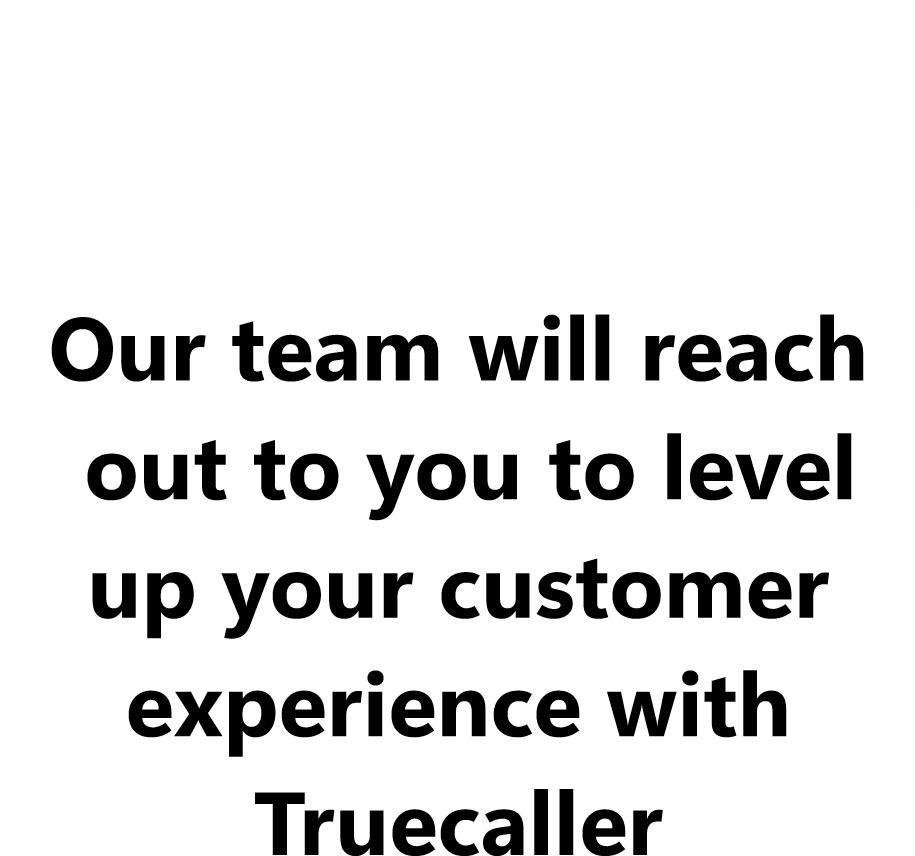 Our team will reach
out to you to level
up your customer
experience with
Truecaller